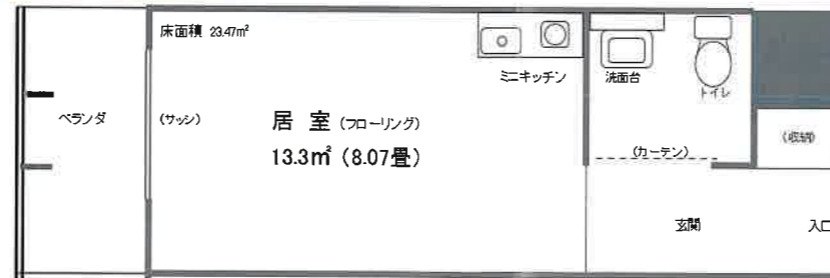 床面積 23.47㎡
ミニキッチン
洗面台
トイレ
ベランダ
(サッシ)
居 室 (フローリング)
13.3㎡ (8.07畳)
(カーテン)
(収納)
玄関
入口